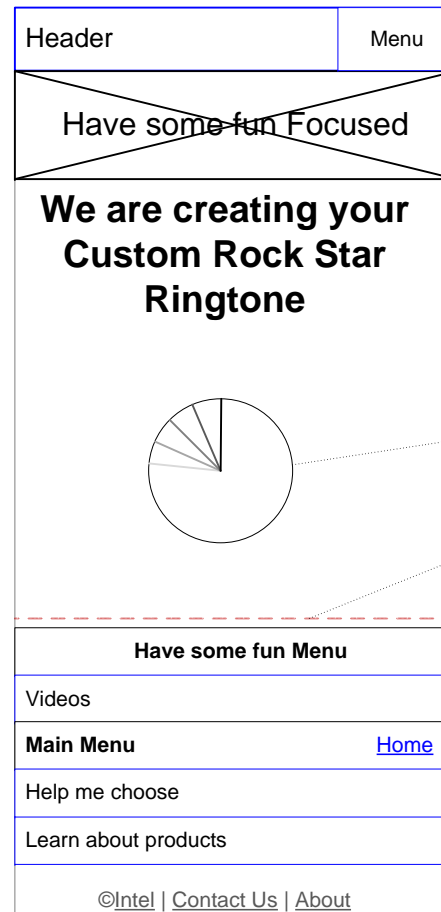 Header
Menu
Have some fun Focused
We are creating your
Custom Rock Star
Ringtone
Have some fun Menu
Videos
Main Menu Home
Help me choose
Learn about products
©Intel | Contact Us | About